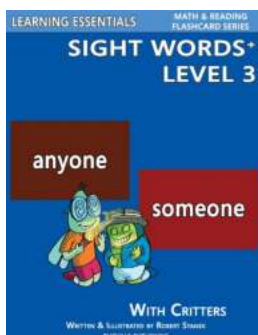 LEARNING ESSENTIALS
MATH & READING
FLASHCARD SERIES
SIGHT WORDS+
LEVEL 3
anyone
someone
WITH CRITTERS
WRITTEN & ILLUSTRATED BY ROBERT STANEK